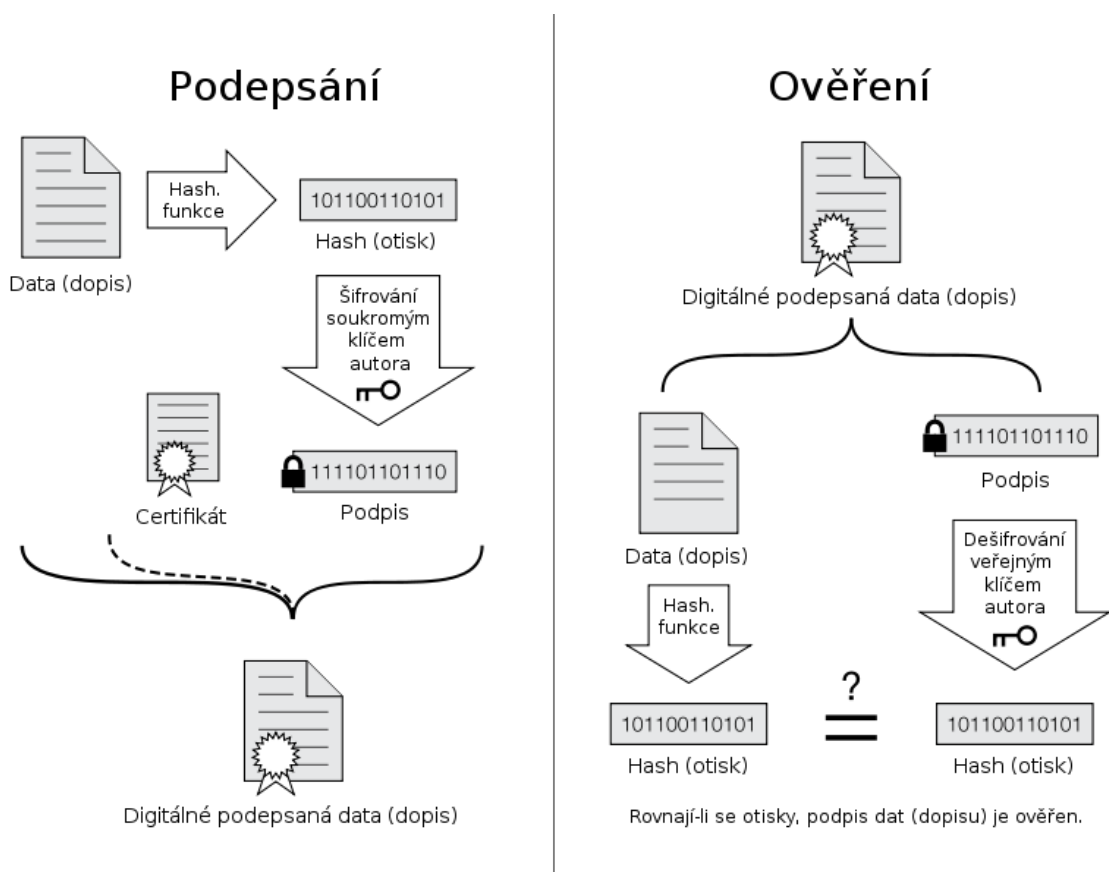 Podepsání
Hash.
funkce
101100110101
Hash (otisk)
Data (dopis)
Šifrování
soukromým
klíčem
autora
Certifikát
111101101110
Podpis
Digitálné podepsaná data (dopis)
Ověření
Digitálné podepsaná data (dopis)
Data (dopis)
111101101110
Podpis
Hash.
funkce
Dešifrování
veřejným
klíčem
autora
101100110101
Hash (otisk)
?
=
101100110101
Hash (otisk)
Rovnají-li se otisky, podpis dat (dopisu) je ověřen.